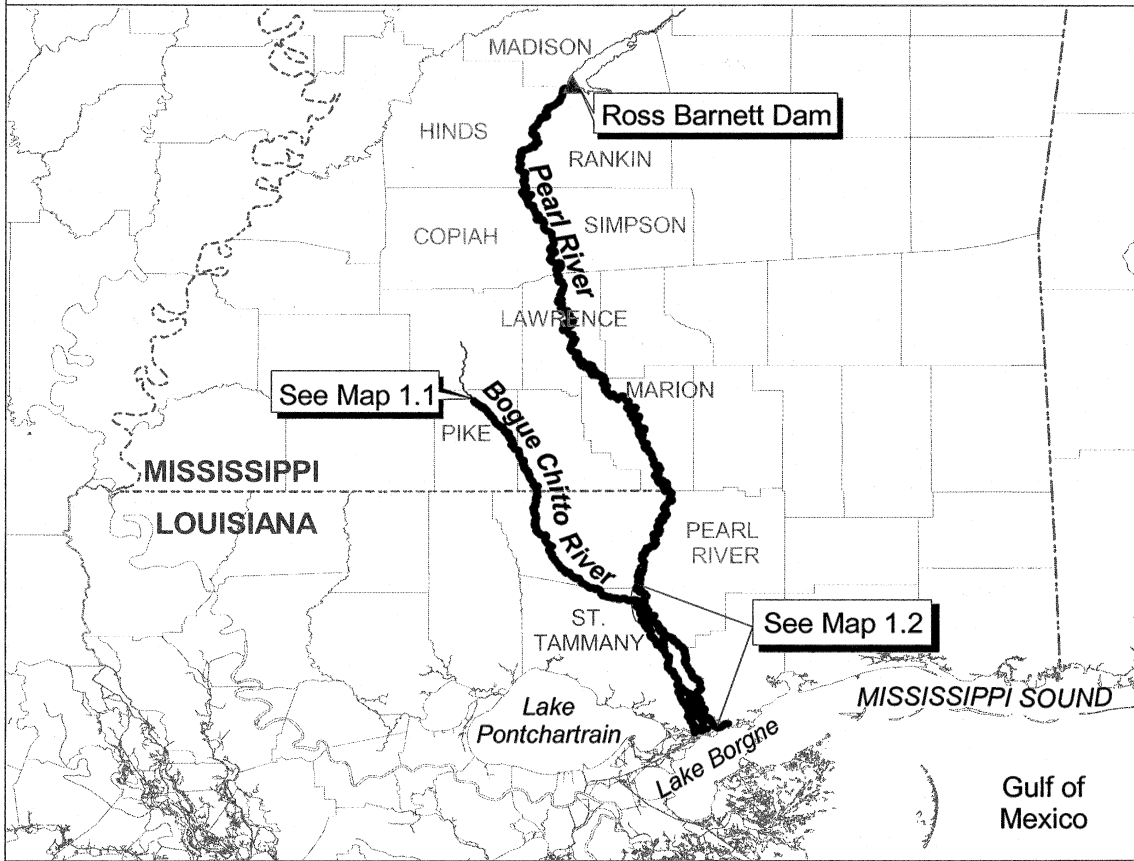 MADISON
Ross Barnett Dam
HINDS
RANKIN
Pearl River
SIMPSON
COPIAH
LAWRENCE
See Map 1.1
Bogue Chitto River
MARION
PIKE
MISSISSIPPI
LOUISIANA
PEARL
RIVER
ST.
TAMMANY
See Map 1.2
MISSISSIPPI SOUND
Lake
Pontchartrain
Lake Borgne
Gulf of
Mexico